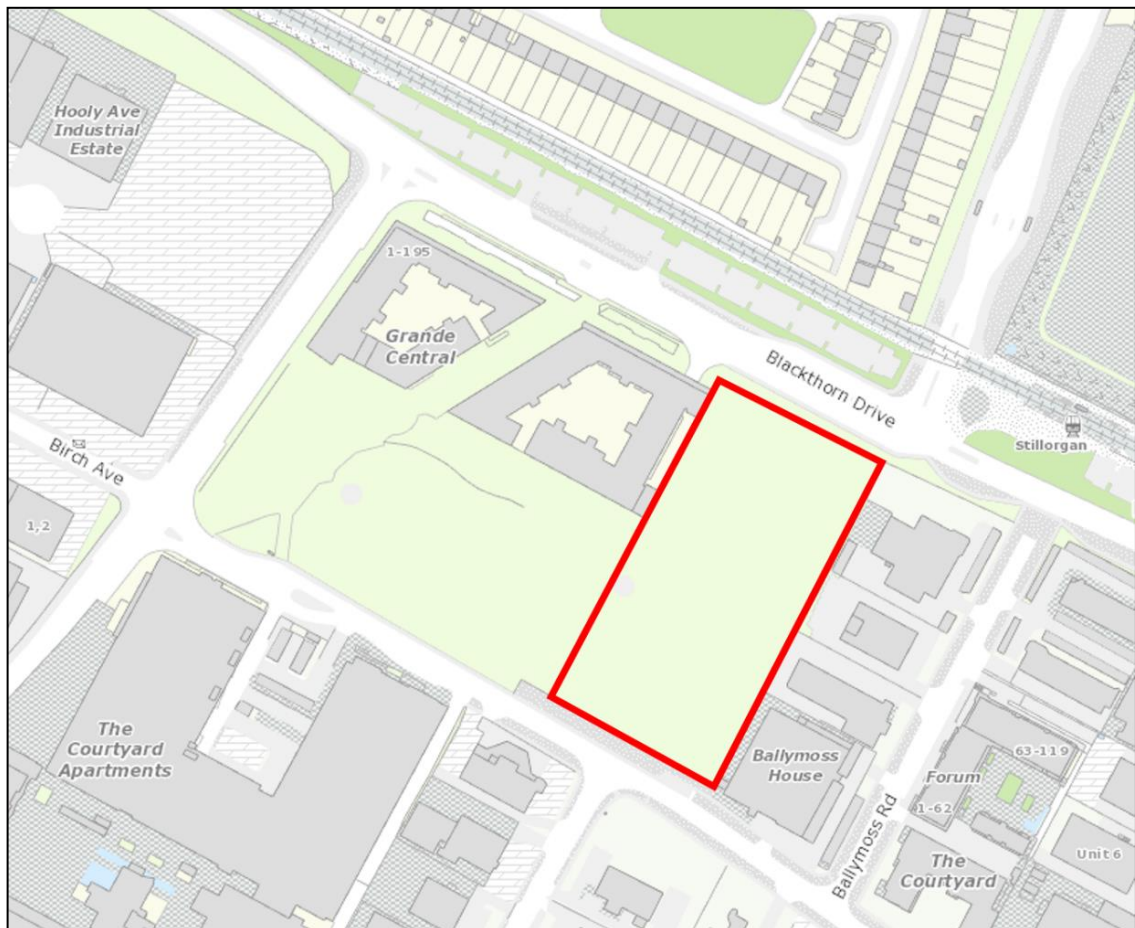 Hooly Ave
Industrial
Estate
1-195
Grande
Central
Blackthorn Drive
Stillorgan
Birch Ave
1,2
The
Courtyard
Apartments
Ballymoss
House
63-119
Forum
1-62
Ballymoss Rd
The
Courtyard
Unit 6